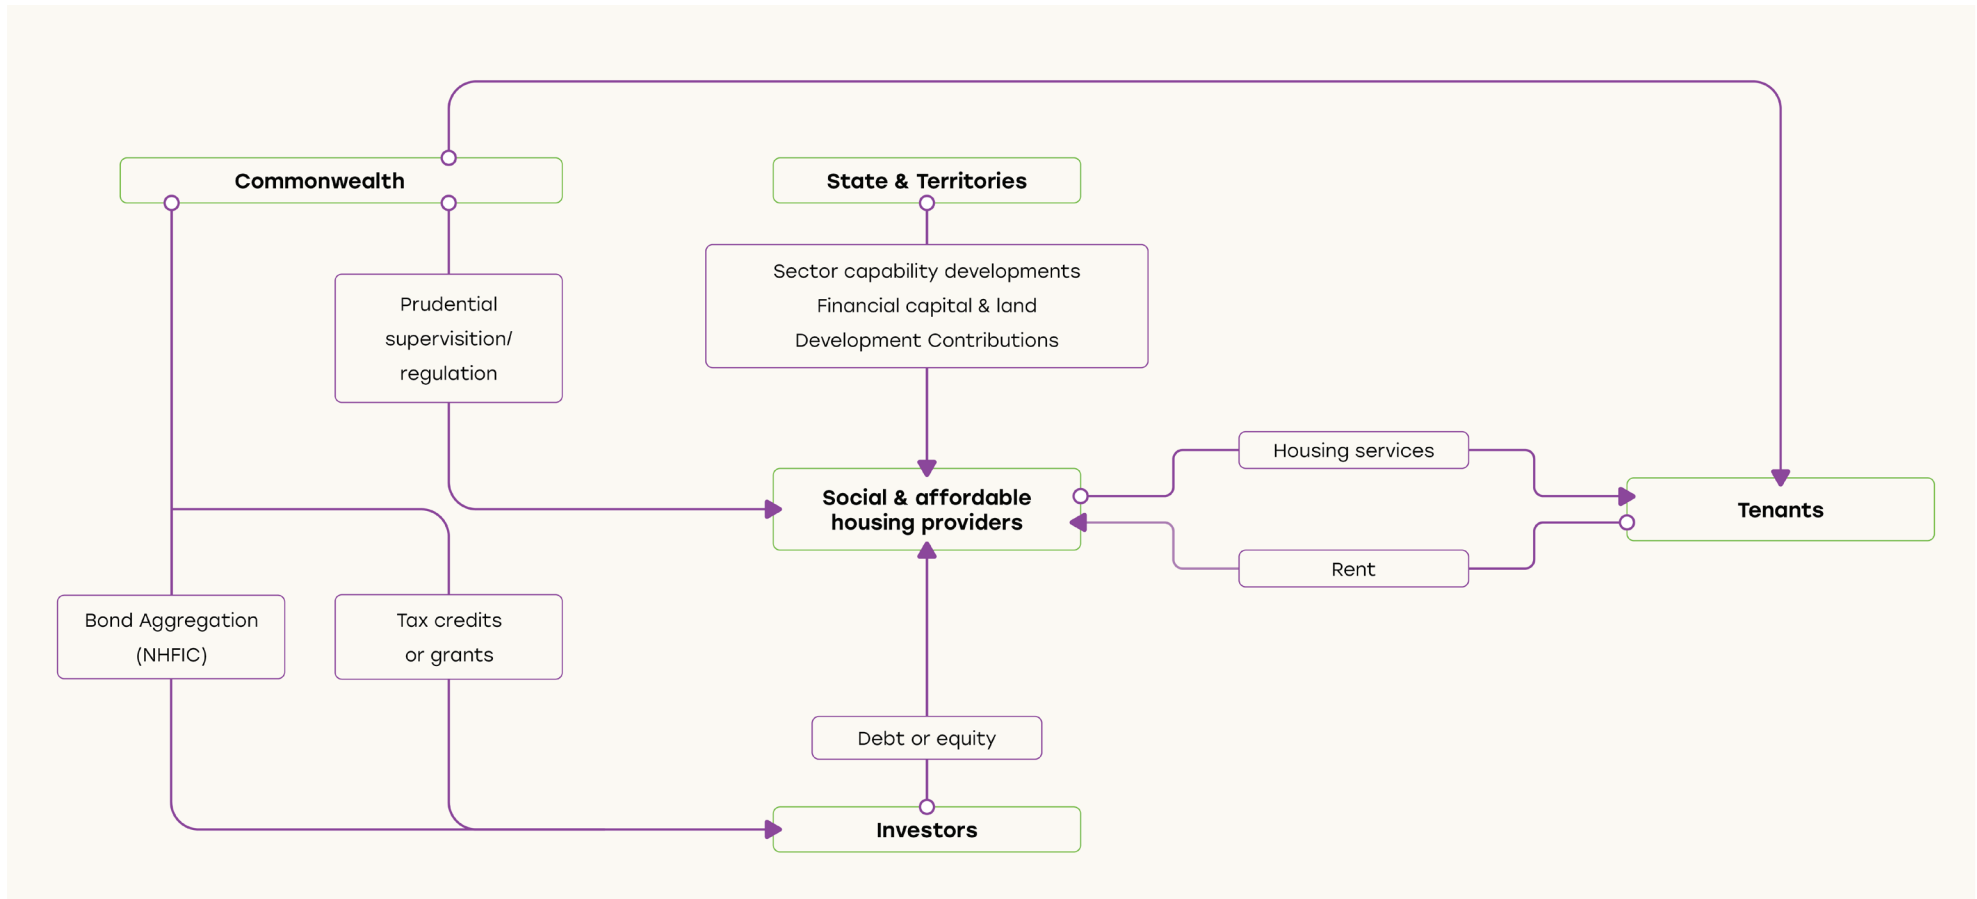 Commonwealth
State & Territories
Prudential
supervisition/
regulation
Sector capability developments
Financial capital & land
Development Contributions
Social & affordable
housing providers
Housing services
Rent
Tenants
Bond Aggregation
(NHFIC)
Tax credits
or grants
Debt or equity
Investors